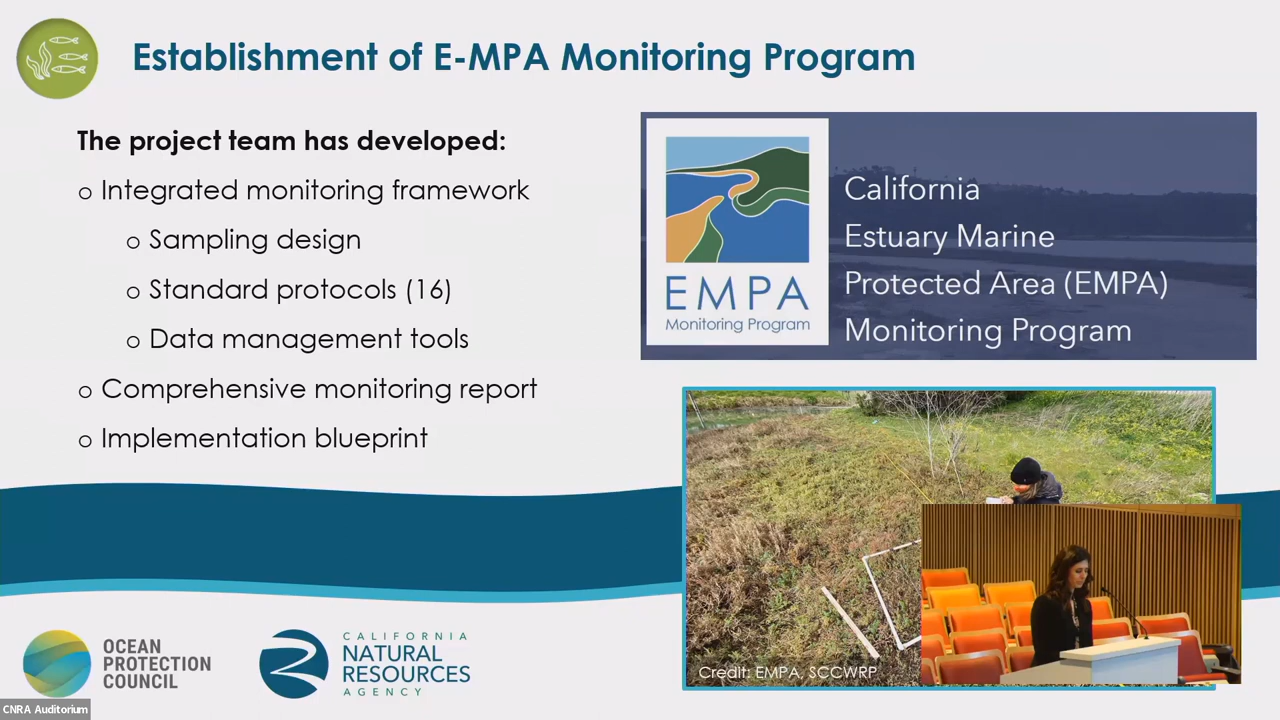 Establishment of E-MPA Monitoring Program
The project team has developed:
o Integrated monitoring framework
o Sampling design
o Standard protocols (16)
o Data management tools
o Comprehensive monitoring report
o Implementation blueprint
EMPA
Monitoring Program
California
Estuary Marine
Protected Area (EMPA)
Monitoring Program
Credit: EMPA, SCCWRP
OCEAN
PROTECTION
COUNCIL
CALIFORNIA
NATURAL
RESOURCES
AGENCY
CNRA Auditorium